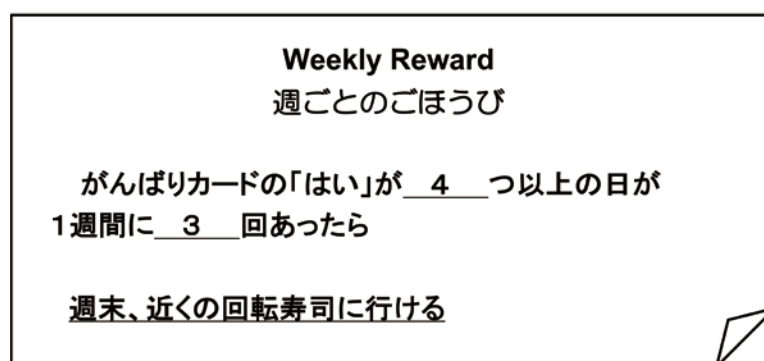 Weekly Reward
週ごとのごほうび
がんばりカードの「はい」が　４　つ以上の日が
１週間に　３　回あったら
週末、近くの回転寿司に行ける